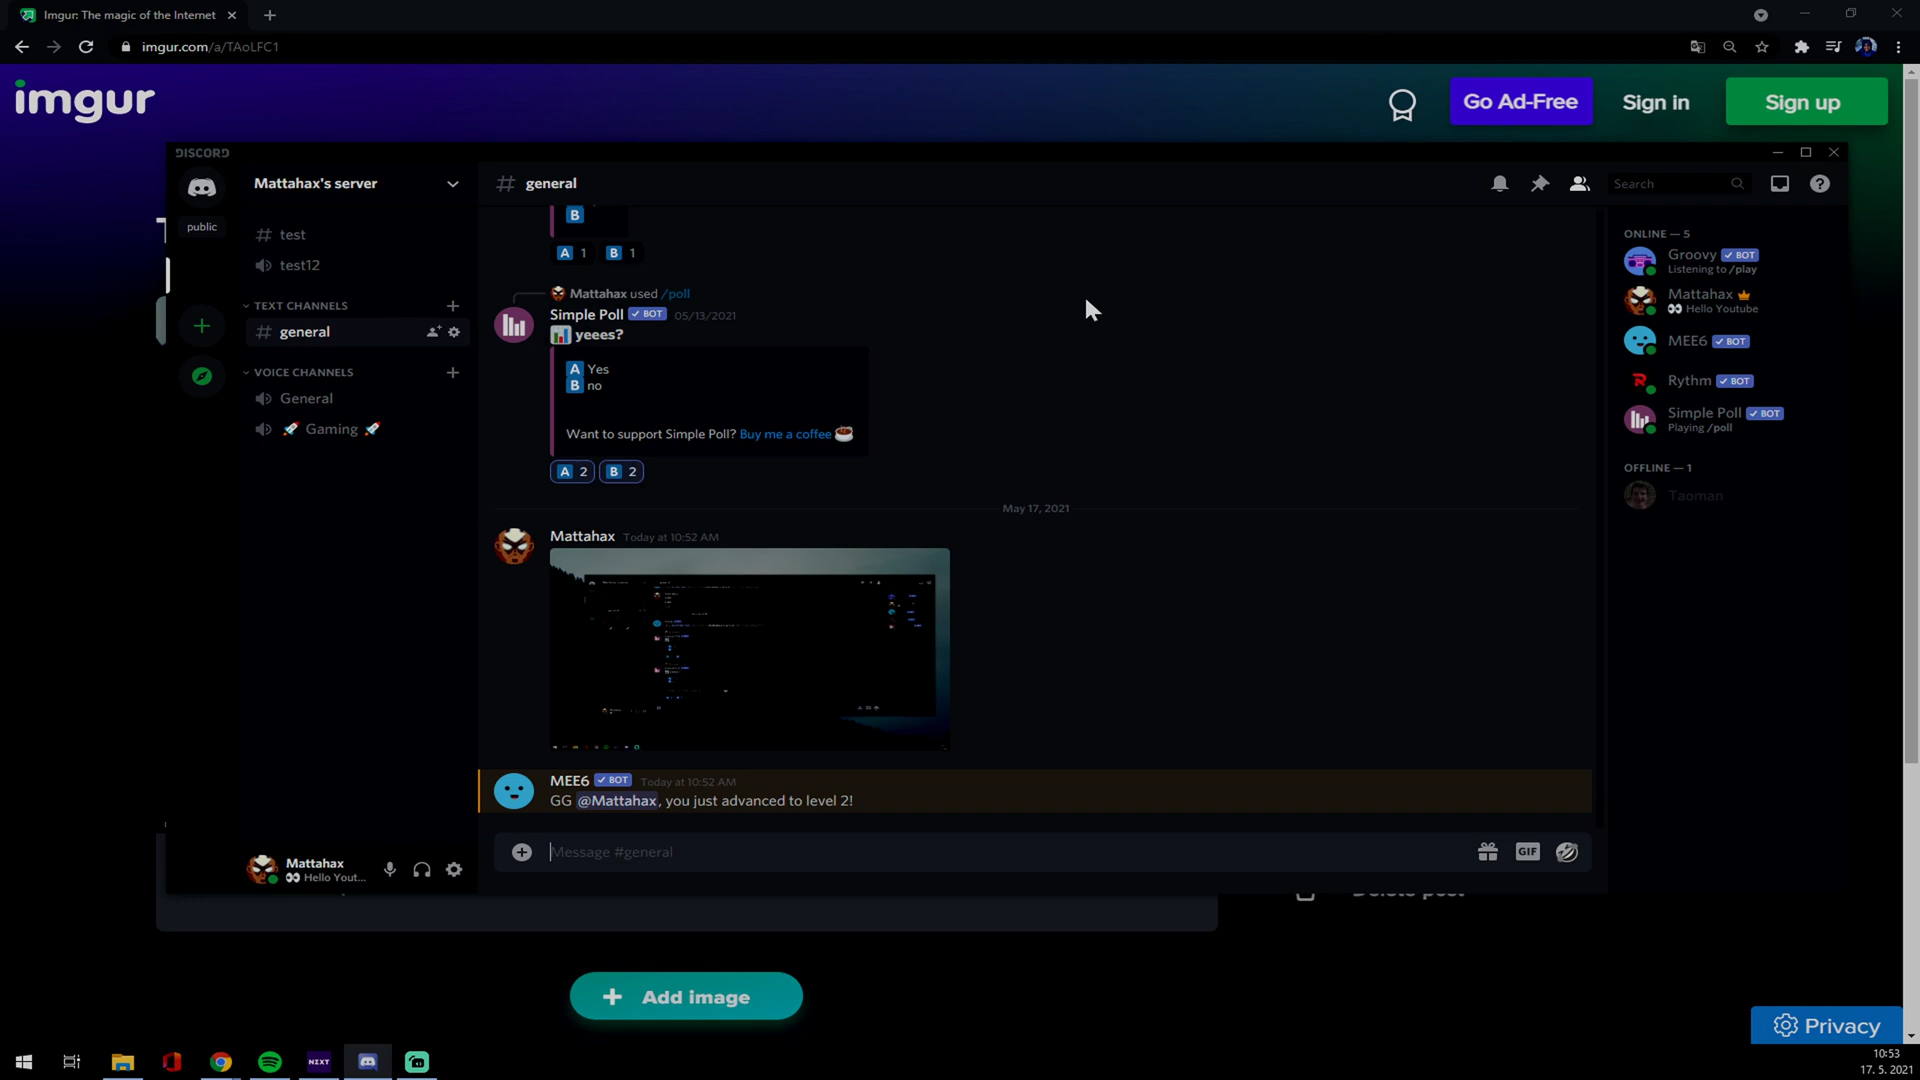 Imgur: The magic of the Internet
imgur.com/a/TAoLFC1
imgur
Go Ad-Free
Sign in
Sign up
DISCORD
Mattahax's server
general
Search
public
test
test12
TEXT CHANNELS
general
VOICE CHANNELS
General
Gaming
B
A 1 B 1
Mattahax used /poll
Simple Poll BOT 05/13/2021
yeees?
A Yes
B no
Want to support Simple Poll? Buy me a coffee
A 2 B 2
May 17, 2021
Mattahax Today at 10:52 AM
MEE6 BOT Today at 10:52 AM
GG @Mattahax, you just advanced to level 2!
Message #general
GIF
Mattahax
Hello Yout...
ONLINE — 5
Groovy BOT
Listening to /play
Mattahax
Hello Youtube
MEE6 BOT
Rythm BOT
Simple Poll BOT
Playing /poll
OFFLINE — 1
Taoman
Delete post
Add image
Privacy
NZXT
10:53
17. 5. 2021